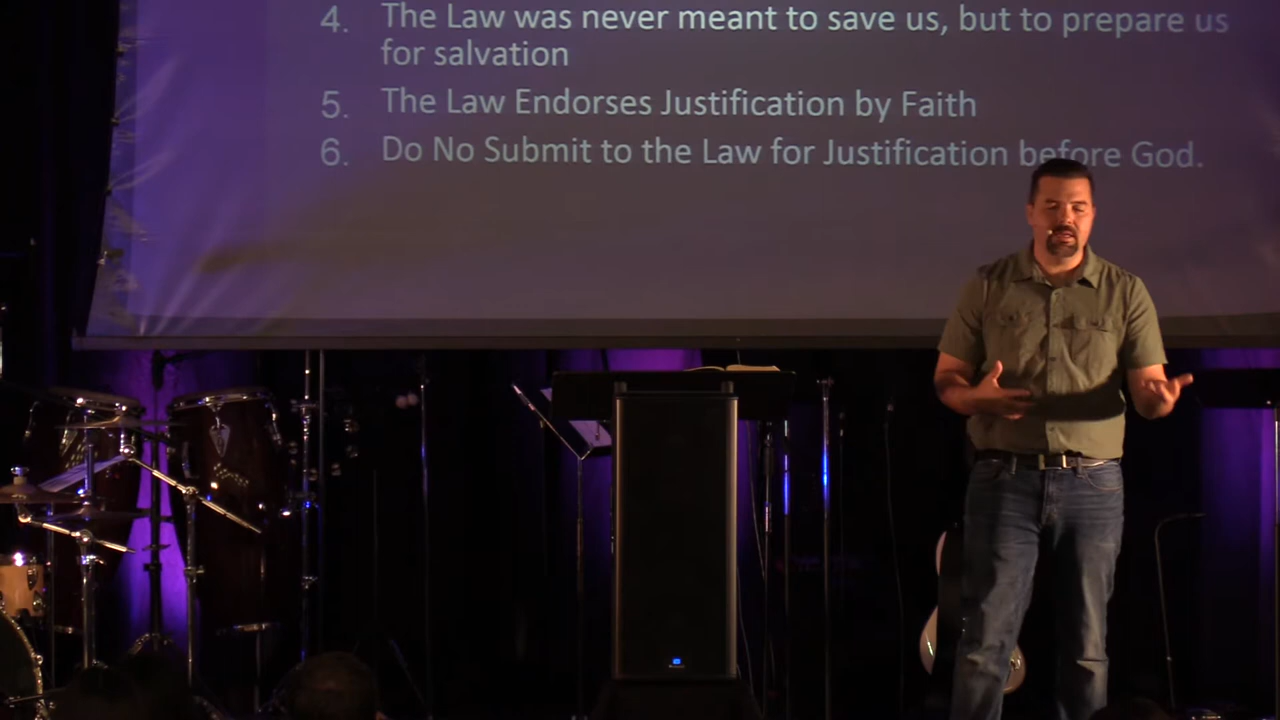 4. The Law was never meant to save us, but to prepare us
for salvation
5. The Law Endorses Justification by Faith
6. Do No Submit to the Law for Justification before God.